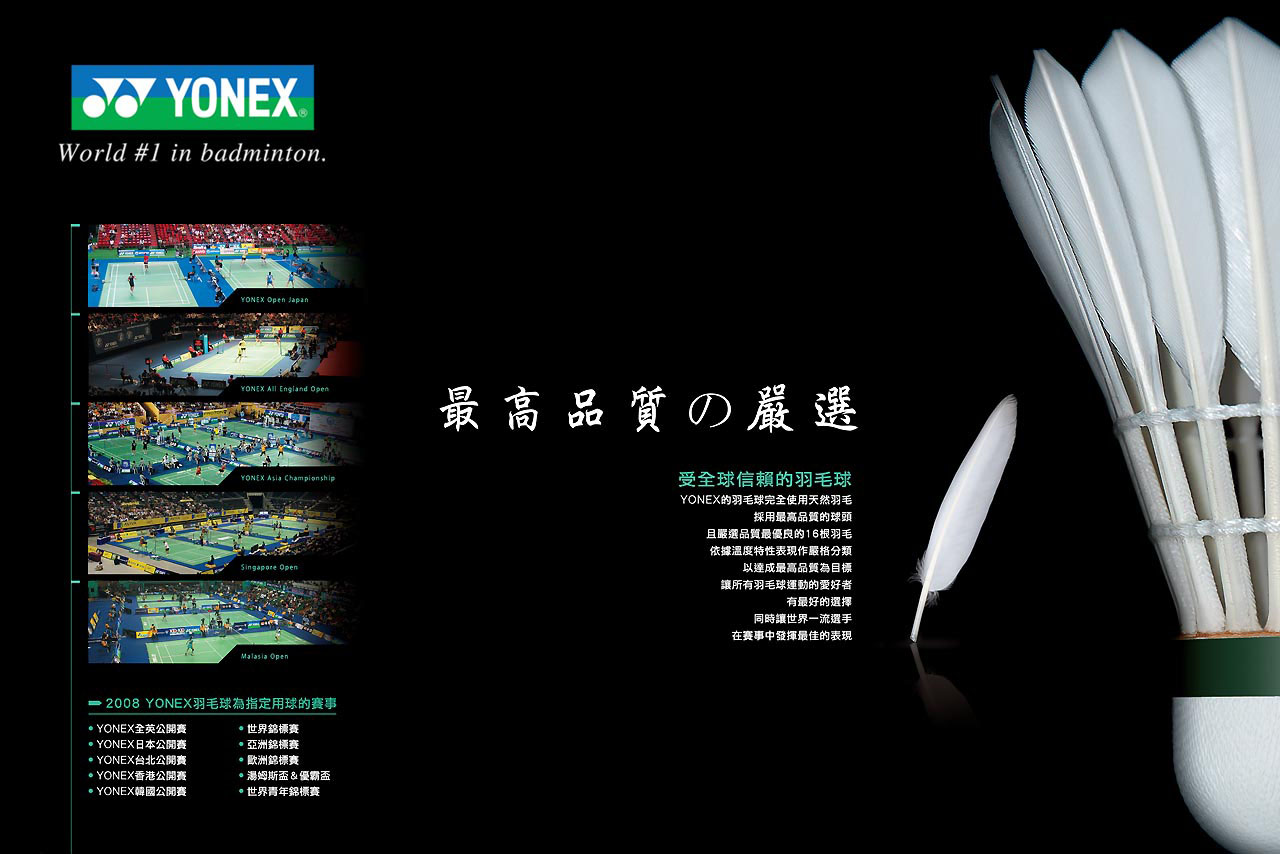 YONEX®
World #1 in badminton.
YONEX Open Japan
YONEX All England Open
YONEX Asia Championship
Singapore Open
Malasia Open
最高品質の嚴選
受全球信賴的羽毛球
YONEX的羽毛球完全使用天然羽毛
採用最高品質的球頭
且嚴選品質最優良的16根羽毛
依據溫度特性表現作嚴格分類
以達成最高品質為目標
讓所有羽毛球運動的愛好者
有最好的選擇
同時讓世界一流選手
在賽事中發揮最佳的表現
2008 YONEX羽毛球為指定用球的賽事
YONEX全英公開賽
YONEX日本公開賽
YONEX台北公開賽
YONEX香港公開賽
YONEX韓國公開賽
世界錦標賽
亞洲錦標賽
歐洲錦標賽
湯姆斯盃＆優霸盃
世界青年錦標賽